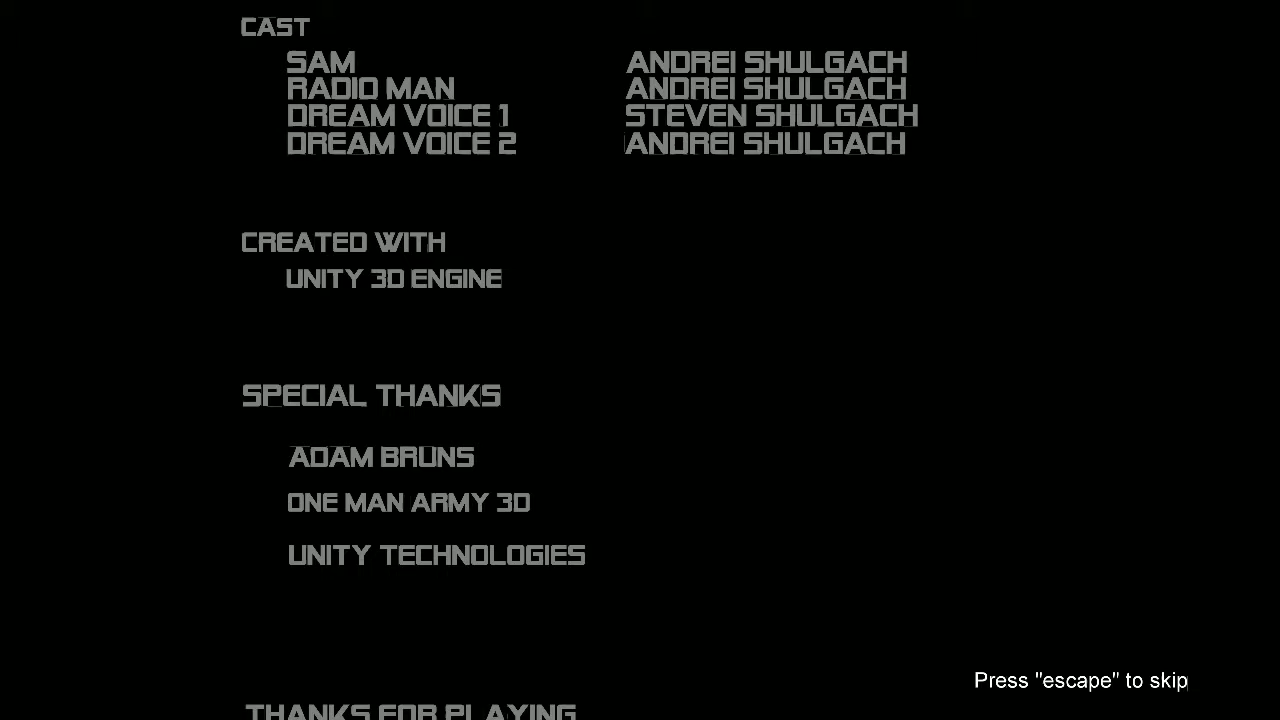 CAST
SAM ANDREI SHULGACH
RADIO MAN ANDREI SHULGACH
DREAM VOICE 1 STEVEN SHULGACH
DREAM VOICE 2 ANDREI SHULGACH
CREATED WITH
UNITY 3D ENGINE
SPECIAL THANKS
ADAM BRUNS
ONE MAN ARMY 3D
UNITY TECHNOLOGIES
Press "escape" to skip
THANKS FOR PLAYING